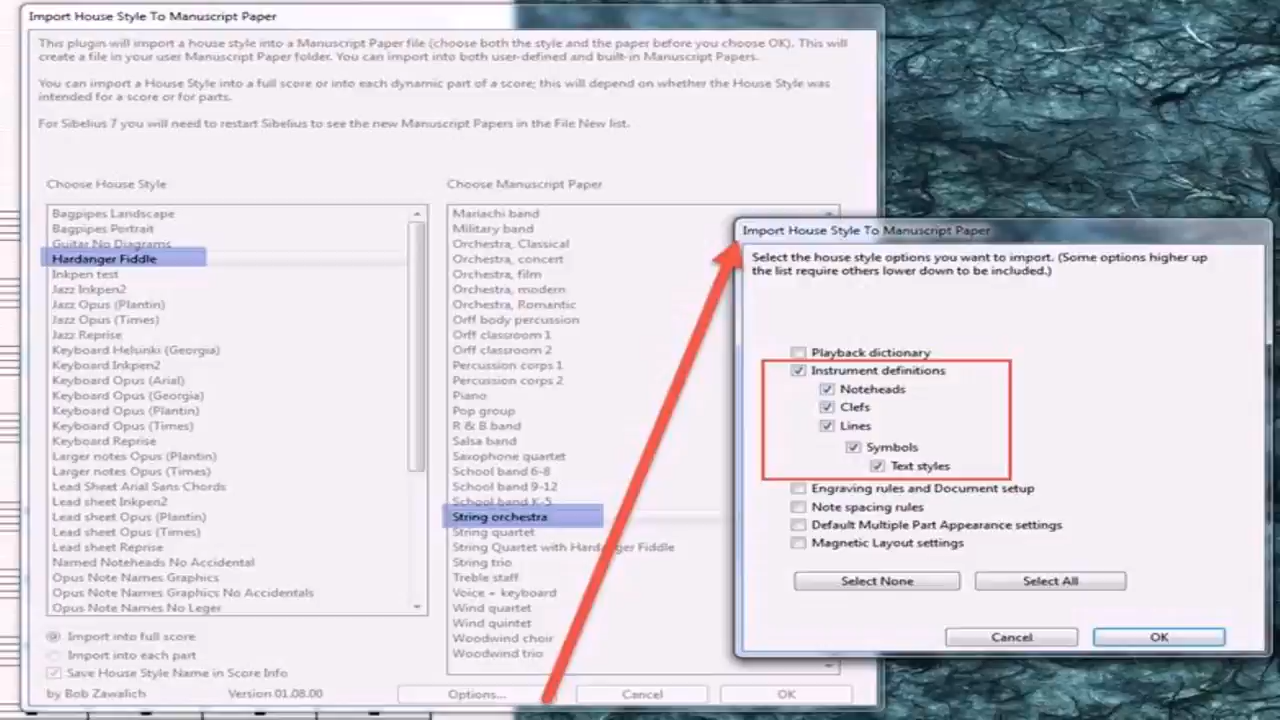 Import House Style To Manuscript Paper
This plugin will import a house style into a Manuscript Paper file (choose both the style and the paper before you choose OK). This will
create a file in your user Manuscript Paper folder. You can import into both user-defined and built-in Manuscript Papers.
You can import a House Style into a full score or into each dynamic part of a score; this will depend on whether the House Style was
intended for a score or for parts.
For Sibelius 7 you will need to restart Sibelius to see the new Manuscript Papers in the File New list.
Choose House Style
Bagpipes Landscape
Bagpipes Portrait
Guitar No Diagrams
Hardanger Fiddle
Inkpen test
Jazz Inkpen2
Jazz Opus (Plantin)
Jazz Opus (Times)
Jazz Reprise
Keyboard Helsinki (Georgia)
Keyboard Inkpen2
Keyboard Opus (Arial)
Keyboard Opus (Georgia)
Keyboard Opus (Plantin)
Keyboard Opus (Times)
Keyboard Reprise
Larger notes Opus (Plantin)
Larger notes Opus (Times)
Lead Sheet Arial Sans Chords
Lead sheet Inkpen2
Lead sheet Opus (Plantin)
Lead sheet Opus (Times)
Lead sheet Reprise
Named Noteheads No Accidental
Opus Note Names Graphics
Opus Note Names Graphics No Accidentals
Opus Note Names No Leger
Choose Manuscript Paper
Mariachi band
Military band
Orchestra, Classical
Orchestra, concert
Orchestra, film
Orchestra, modern
Orchestra, Romantic
Orff body percussion
Orff classroom 1
Orff classroom 2
Percussion corps 1
Percussion corps 2
Piano
Pop group
R & B band
Salsa band
Saxophone quartet
School band 6-8
School band 9-12
School band K-5
String orchestra
String quartet
String Quartet with Hardanger Fiddle
String trio
Treble staff
Voice + keyboard
Wind quartet
Wind quintet
Woodwind choir
Woodwind trio
Import into full score
Import into each part
Save House Style Name in Score Info
by Bob Zawalich Version 01.08.00 Options... Cancel OK
Import House Style To Manuscript Paper
Select the house style options you want to import. (Some options higher up
the list require others lower down to be included.)
Playback dictionary
Instrument definitions
Noteheads
Clefs
Lines
Symbols
Text styles
Engraving rules and Document setup
Note spacing rules
Default Multiple Part Appearance settings
Magnetic Layout settings
Select None Select All
Cancel OK